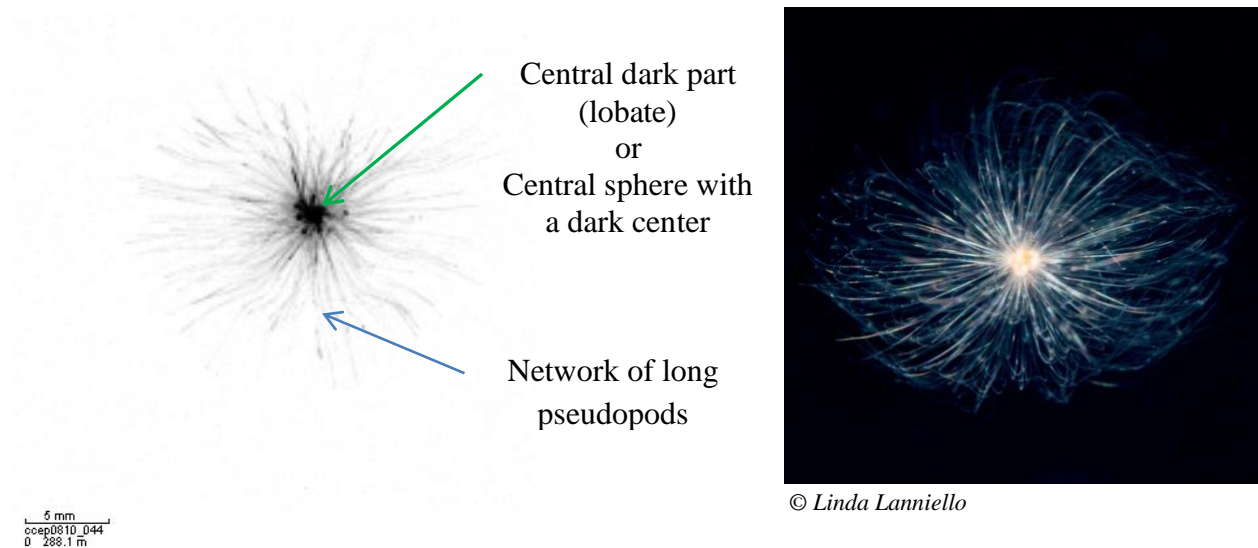 Central dark part
(lobate)
or
Central sphere with
a dark center
Network of long
pseudopods
© Linda Lanniello
5 mm
ccep0810_044
0 288.1 m